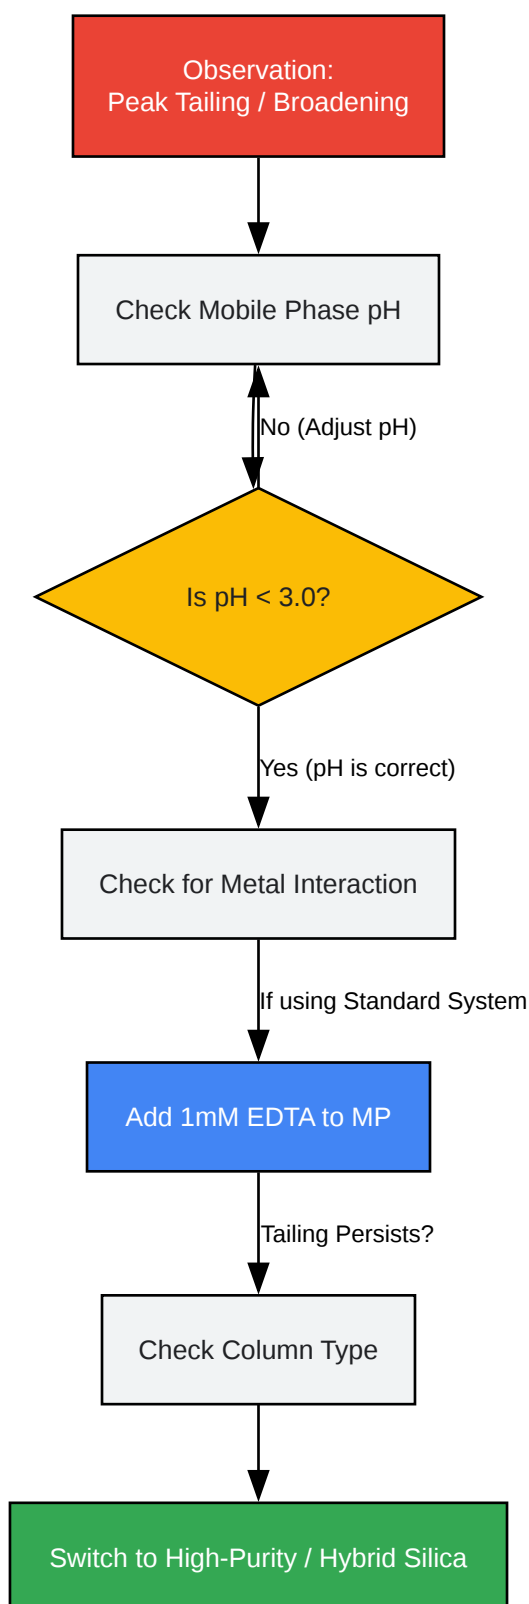 Observation:
Peak Tailing / Broadening
Check Mobile Phase pH
No (Adjust pH)
Is pH < 3.0?
Yes (pH is correct)
Check for Metal Interaction
If using Standard System
Add 1mM EDTA to MP
Tailing Persists?
Check Column Type
Switch to High-Purity / Hybrid Silica